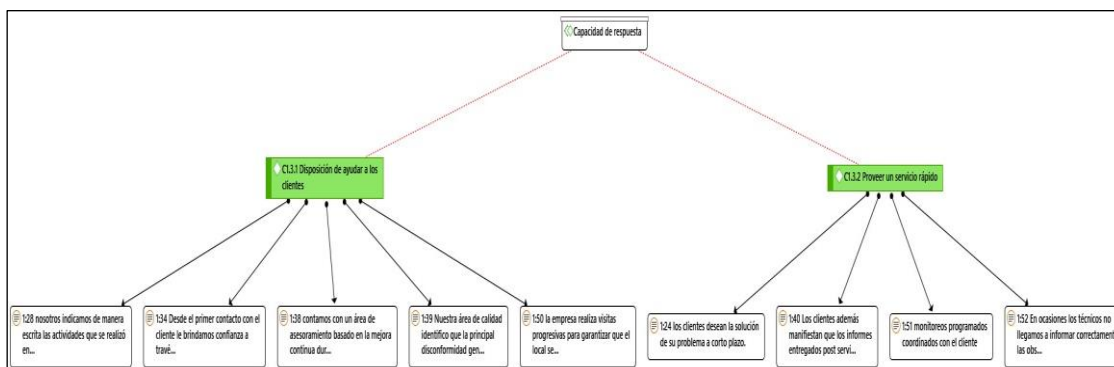 Capacidad de respuesta
C1.3.1 Disposición de ayudar a los
clientes
C1.3.2 Proveer un servicio rápido
1:28 nosotros indicamos de manera
escrita las actividades que se realizó
en...
1:34 Desde el primer contacto con el
cliente le brindamos confianza a
travé...
1:38 contamos con un área de
asesoramiento basado en la mejora
continua dur...
1:39 Nuestra área de calidad
identifico que la principal
disconformidad gen...
1:50 la empresa realiza visitas
progresivas para garantizar que el
local se...
1:24 los clientes desean la solución
de su problema a corto plazo.
1:40 Los clientes además
manifiestan que los informes
entregados post servi...
1:51 monitoreos programados
coordinados con el cliente
1:52 En ocasiones los técnicos no
llegamos a informar correctament
las obs...